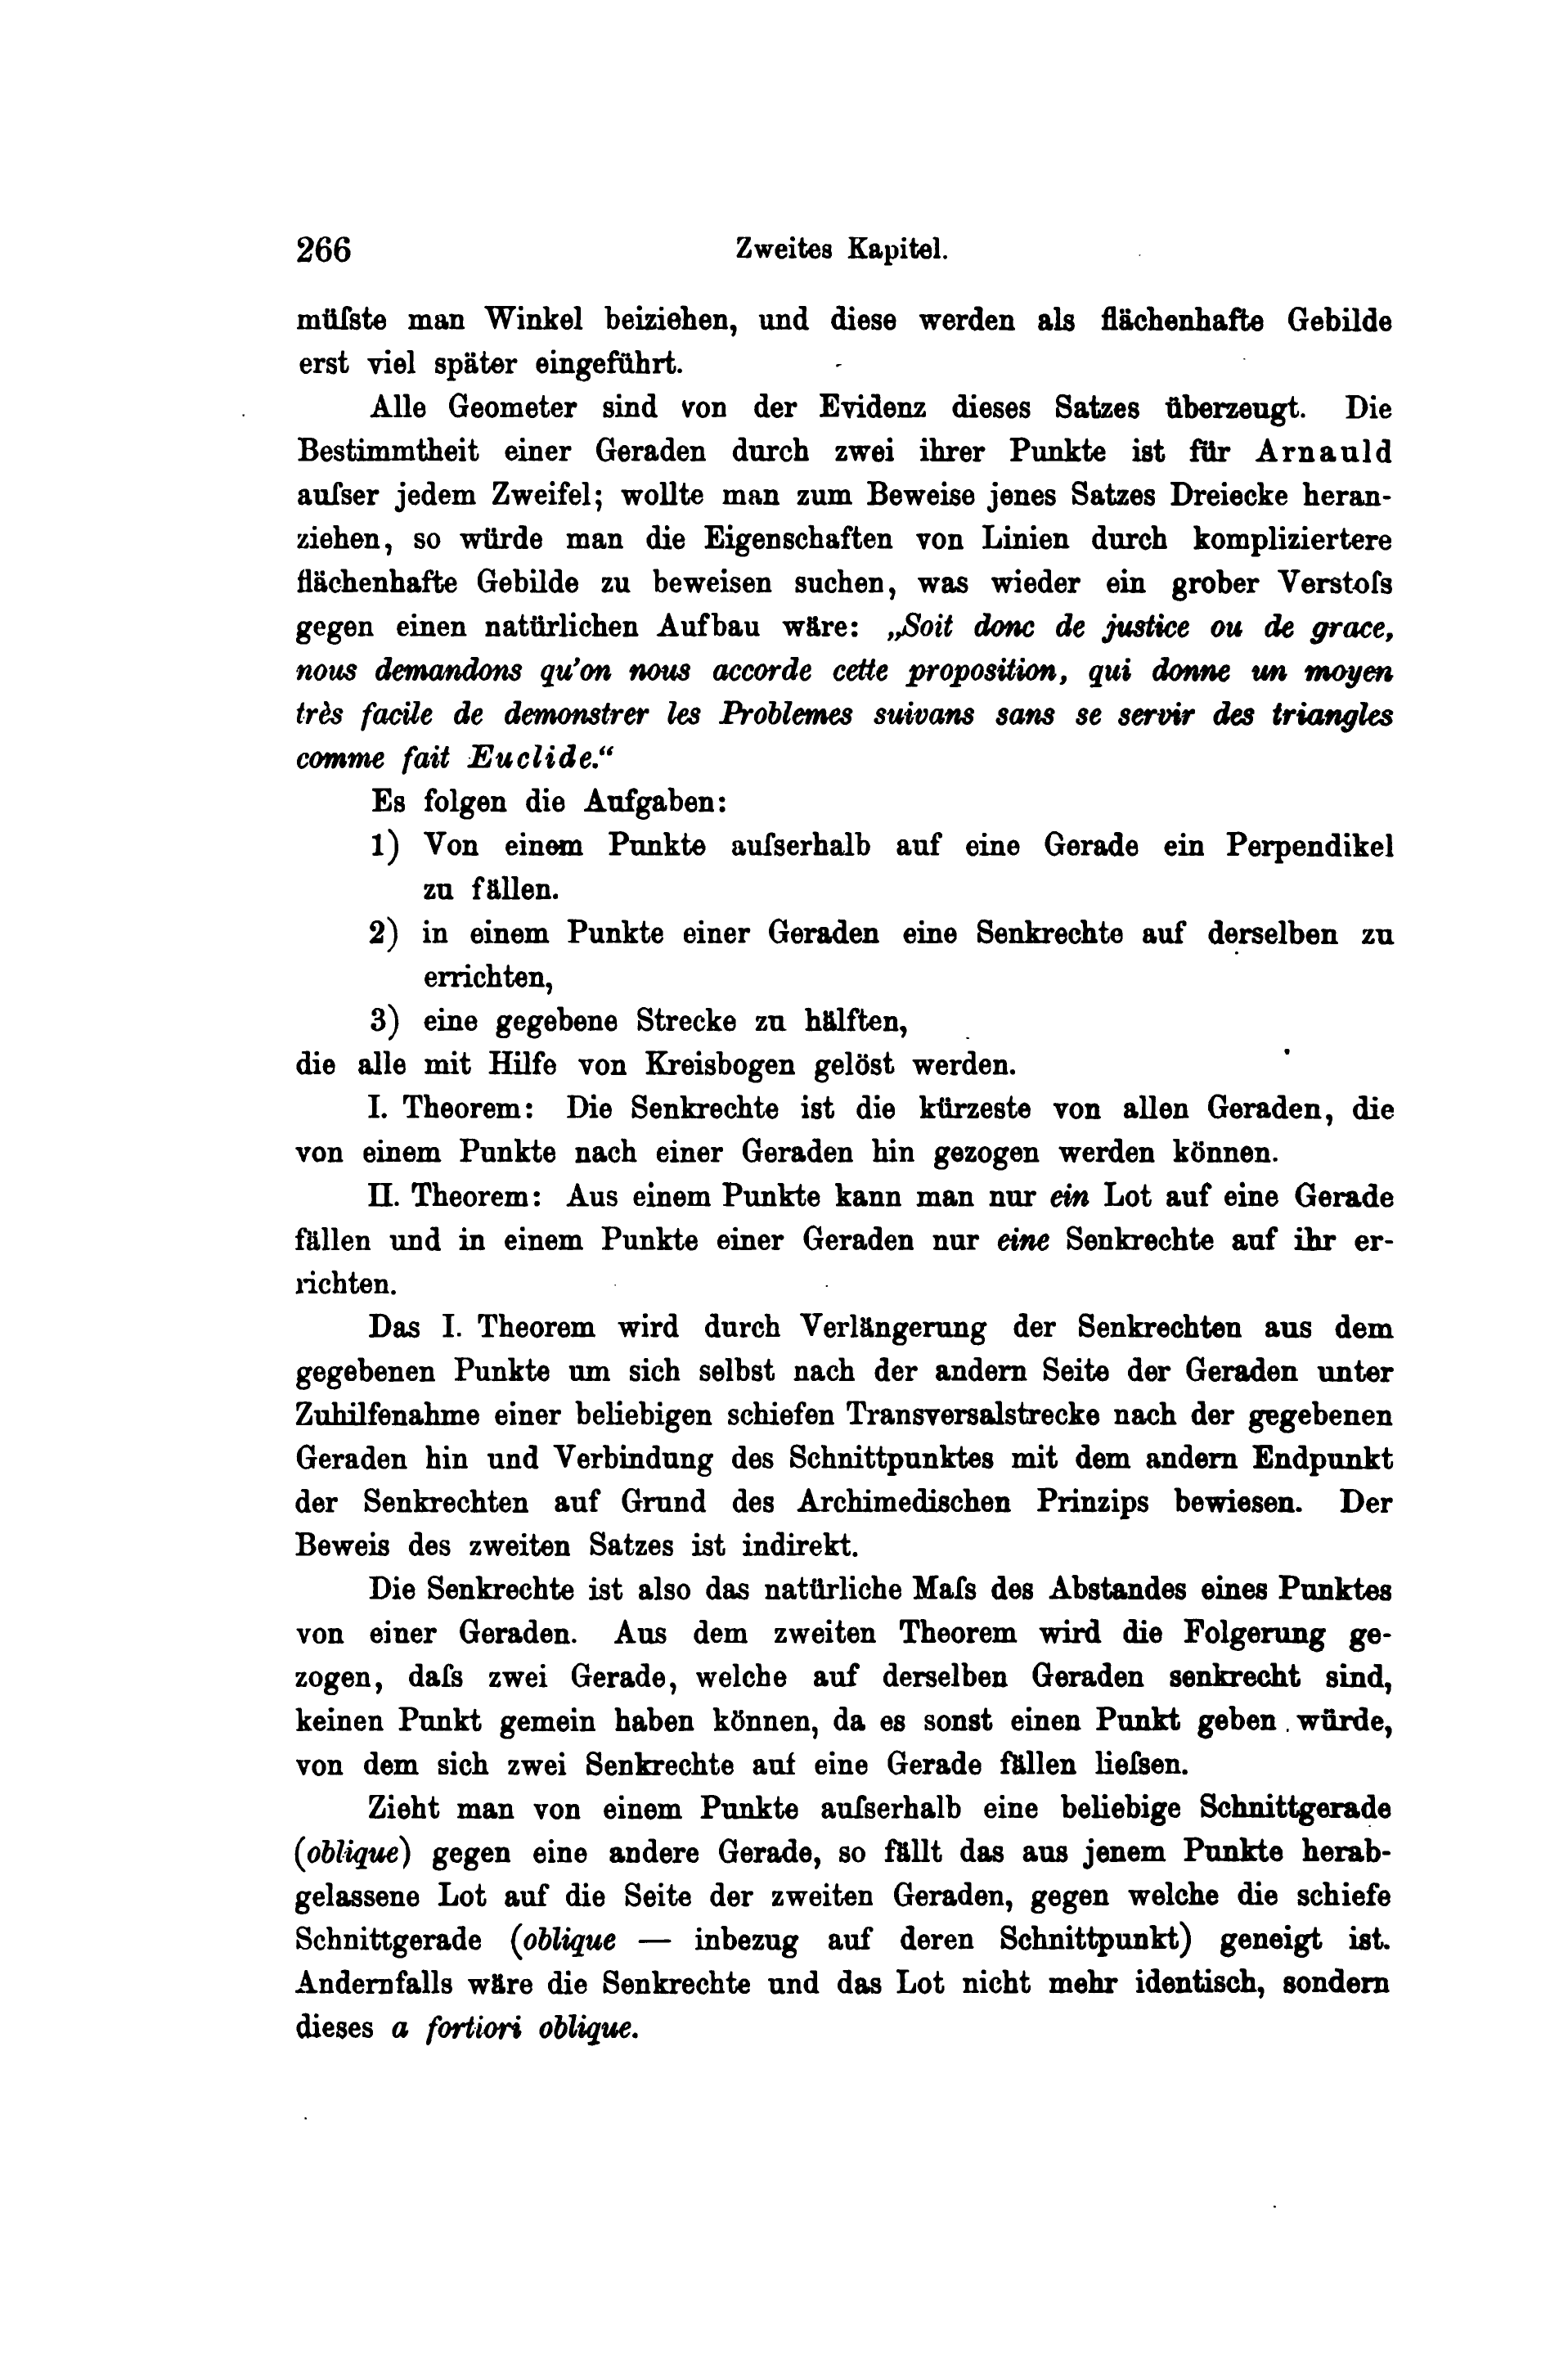 266 Zweites Kapitel.
müſste man Winkel beiziehen, und diese werden als flächenhafte Gebilde
erst viel später eingeführt.
Alle Geometer sind von der Evidenz dieses Satzes überzeugt. Die
Bestimmtheit einer Geraden durch zwei ihrer Punkte ist für Arnauld
auſser jedem Zweifel; wollte man zum Beweise jenes Satzes Dreiecke heran-
ziehen, so würde man die Eigenschaften von Linien durch kompliziertere
flächenhafte Gebilde zu beweisen suchen, was wieder ein grober Verstoſs
gegen einen natürlichen Aufbau wäre: „Soit donc de justice ou de grace,
nous demandons qu'on nous accorde cette proposition, qui donne un moyen
très facile de demonstrer les Problemes suivans sans se servir des triangles
comme fait Euclide.“
Es folgen die Aufgaben:
1) Von einem Punkte auſserhalb auf eine Gerade ein Perpendikel
zu fällen.
2) in einem Punkte einer Geraden eine Senkrechte auf derselben zu
errichten,
3) eine gegebene Strecke zu hälften,
die alle mit Hilfe von Kreisbogen gelöst werden.
I. Theorem: Die Senkrechte ist die kürzeste von allen Geraden, die
von einem Punkte nach einer Geraden hin gezogen werden können.
II. Theorem: Aus einem Punkte kann man nur ein Lot auf eine Gerade
fällen und in einem Punkte einer Geraden nur eine Senkrechte auf ihr er-
richten.
Das I. Theorem wird durch Verlängerung der Senkrechten aus dem
gegebenen Punkte um sich selbst nach der andern Seite der Geraden unter
Zuhilfenahme einer beliebigen schiefen Transversalstrecke nach der gegebenen
Geraden hin und Verbindung des Schnittpunktes mit dem andern Endpunkt
der Senkrechten auf Grund des Archimedischen Prinzips bewiesen. Der
Beweis des zweiten Satzes ist indirekt.
Die Senkrechte ist also das natürliche Maſs des Abstandes eines Punktes
von einer Geraden. Aus dem zweiten Theorem wird die Folgerung ge-
zogen, daſs zwei Gerade, welche auf derselben Geraden senkrecht sind,
keinen Punkt gemein haben können, da es sonst einen Punkt geben würde,
von dem sich zwei Senkrechte auf eine Gerade fällen lieſsen.
Zieht man von einem Punkte auſserhalb eine beliebige Schnittgerade
(oblique) gegen eine andere Gerade, so fällt das aus jenem Punkte herab-
gelassene Lot auf die Seite der zweiten Geraden, gegen welche die schiefe
Schnittgerade (oblique — inbezug auf deren Schnittpunkt) geneigt ist.
Andernfalls wäre die Senkrechte und das Lot nicht mehr identisch, sondern
dieses a fortiori oblique.